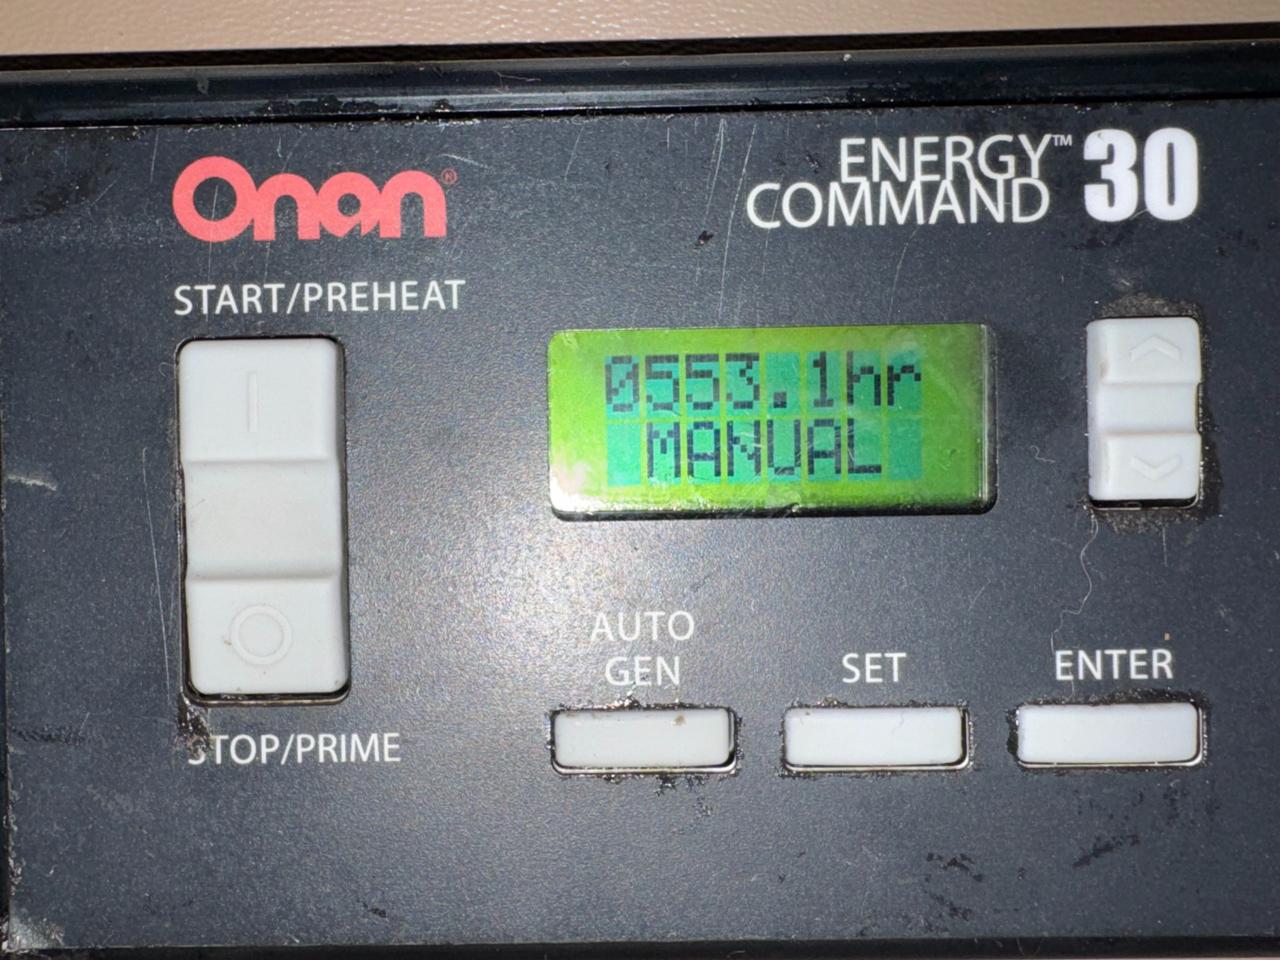 Onan®
ENERGY™ COMMAND 30
START/PREHEAT
0553.1hr
MANUAL
AUTO
GEN
SET
ENTER
STOP/PRIME